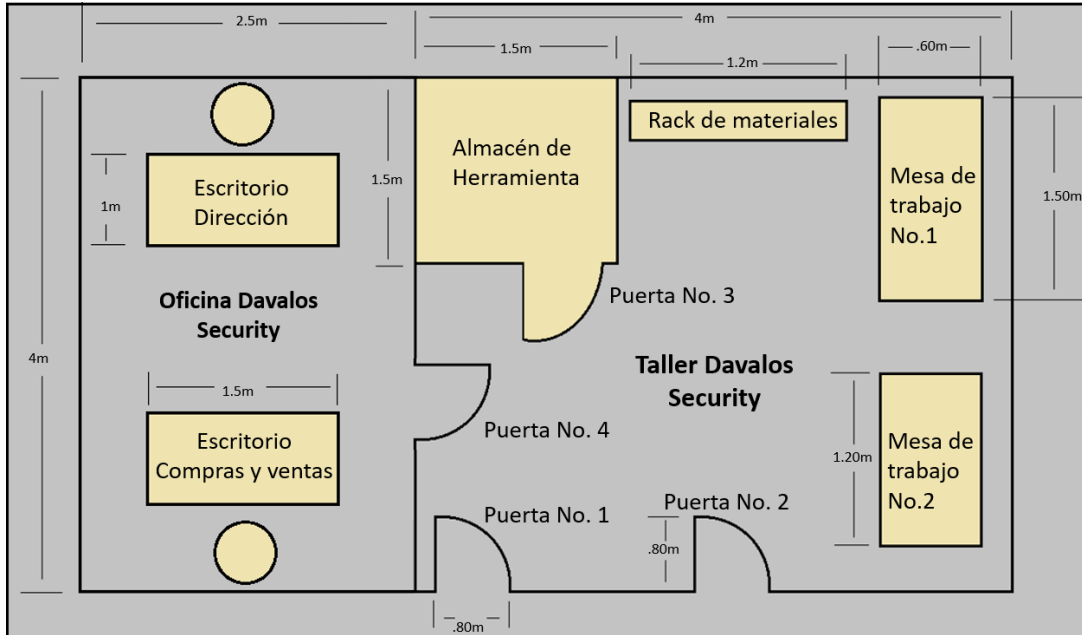 2.5m
4m
1.5m
1.2m
.60m
Rack de materiales
Almacén de
Herramienta
1.5m
Escritorio
Dirección
1m
Mesa de
trabajo
No.1
1.50m
Oficina Davalos
Security
Puerta No. 3
4m
Taller Davalos
Security
1.5m
Puerta No. 4
Escritorio
Compras y ventas
Mesa de
trabajo
No.2
1.20m
Puerta No. 1
Puerta No. 2
.80m
.80m